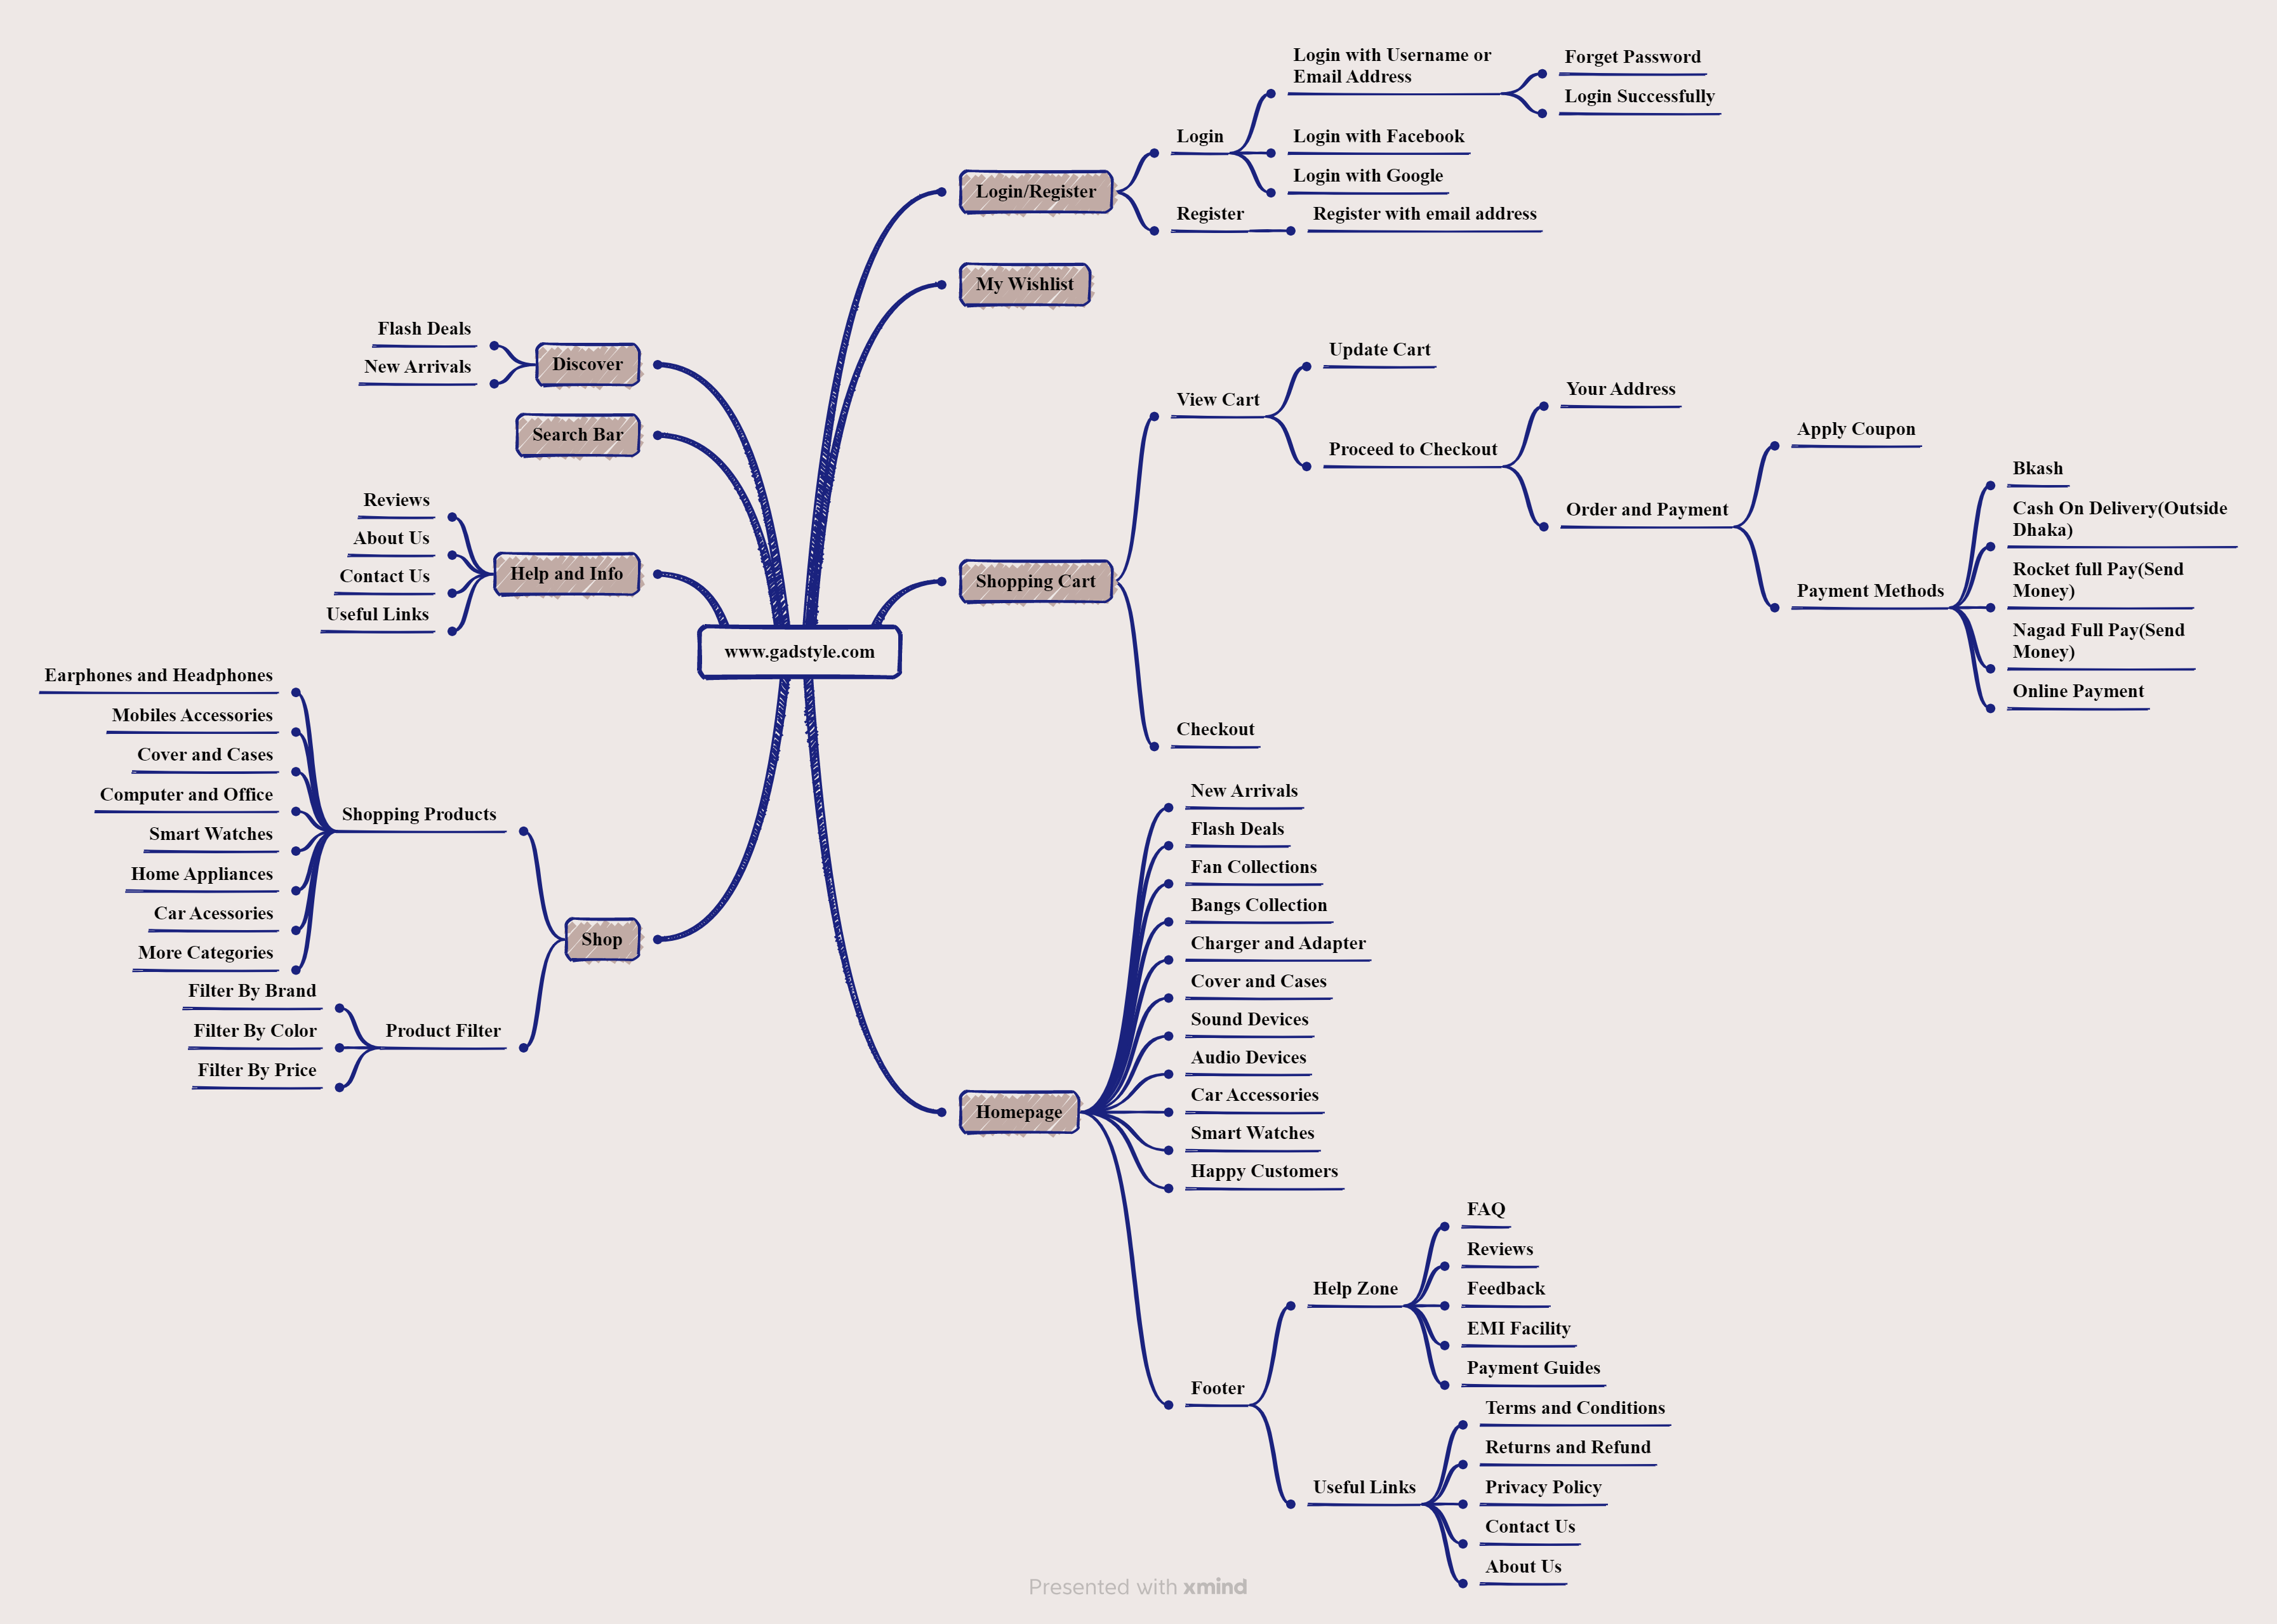 Login/Register
Login
Login with Username or
Email Address
Forget Password
Login Successfully
Login with Facebook
Login with Google
Register
Register with email address
My Wishlist
Shopping Cart
View Cart
Update Cart
Proceed to Checkout
Your Address
Order and Payment
Apply Coupon
Payment Methods
Bkash
Cash On Delivery(Outside
Dhaka)
Rocket full Pay(Send
Money)
Nagad Full Pay(Send
Money)
Online Payment
Checkout
Homepage
New Arrivals
Flash Deals
Fan Collections
Bangs Collection
Charger and Adapter
Cover and Cases
Sound Devices
Audio Devices
Car Accessories
Smart Watches
Happy Customers
Footer
Help Zone
FAQ
Reviews
Feedback
EMI Facility
Payment Guides
Useful Links
Terms and Conditions
Returns and Refund
Privacy Policy
Contact Us
About Us
www.gadstyle.com
Discover
Flash Deals
New Arrivals
Search Bar
Help and Info
Reviews
About Us
Contact Us
Useful Links
Shop
Shopping Products
Earphones and Headphones
Mobiles Accessories
Cover and Cases
Computer and Office
Smart Watches
Home Appliances
Car Acessories
More Categories
Product Filter
Filter By Brand
Filter By Color
Filter By Price
Presented with xmind